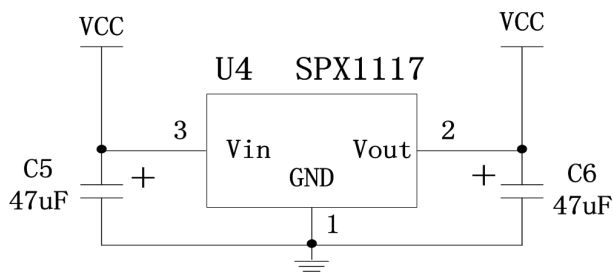 VCC VCC
U4 SPX1117
3 2
Vin Vout
C5 + + C6
GND
47uF 47uF
1